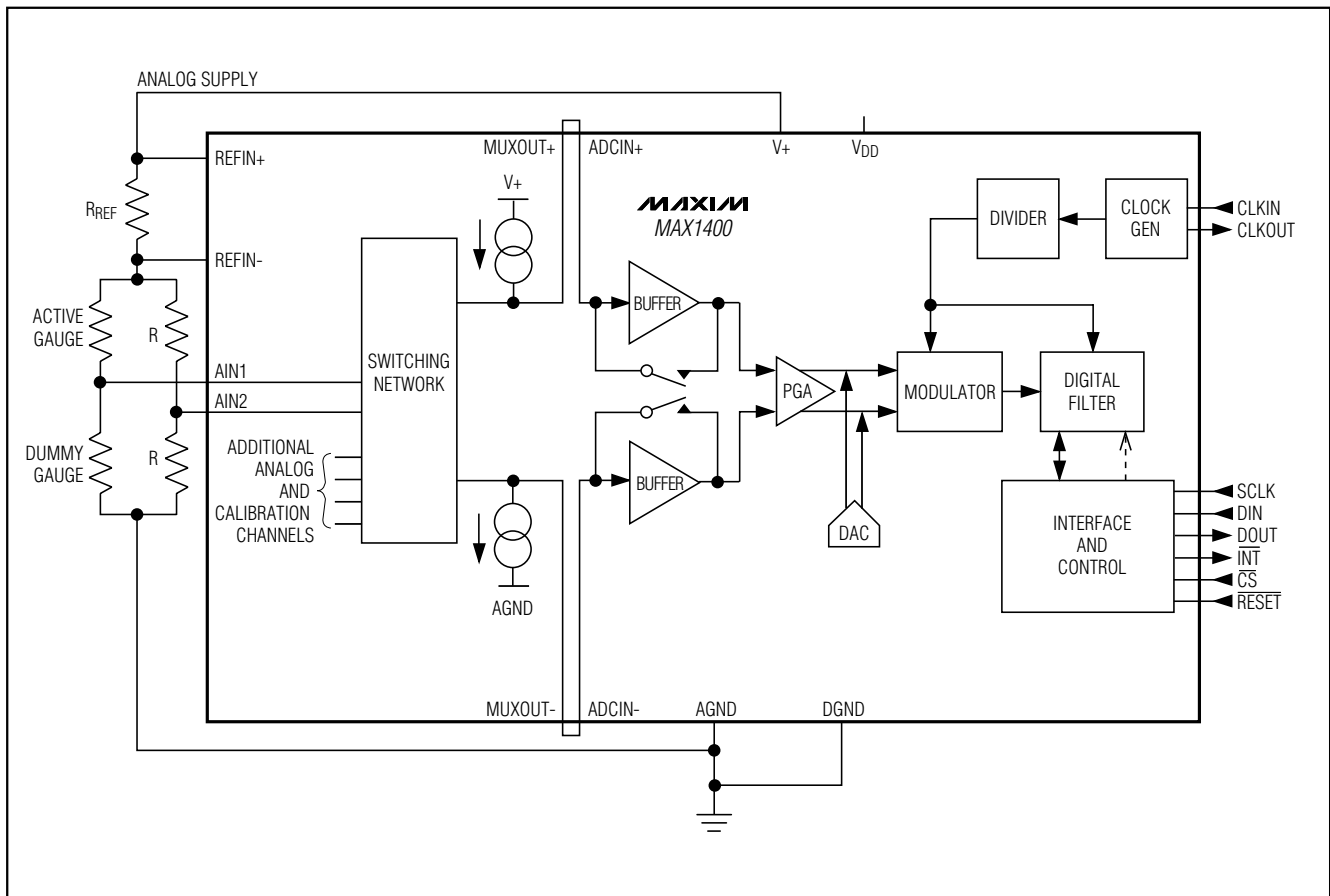 ANALOG SUPPLY
MUXOUT+
ADCIN+
V+
VDD
REFIN+
RREF
REFIN-
V+
MAXIM
MAX1400
DIVIDER
CLOCK
GEN
CLKIN
CLKOUT
ACTIVE
GAUGE
R
AIN1
AIN2
SWITCHING
NETWORK
BUFFER
PGA
MODULATOR
DIGITAL
FILTER
DUMMY
GAUGE
R
ADDITIONAL
ANALOG
AND
CALIBRATION
CHANNELS
BUFFER
DAC
AGND
INTERFACE
AND
CONTROL
SCLK
DIN
DOUT
INT
CS
RESET
MUXOUT-
ADCIN-
AGND
DGND